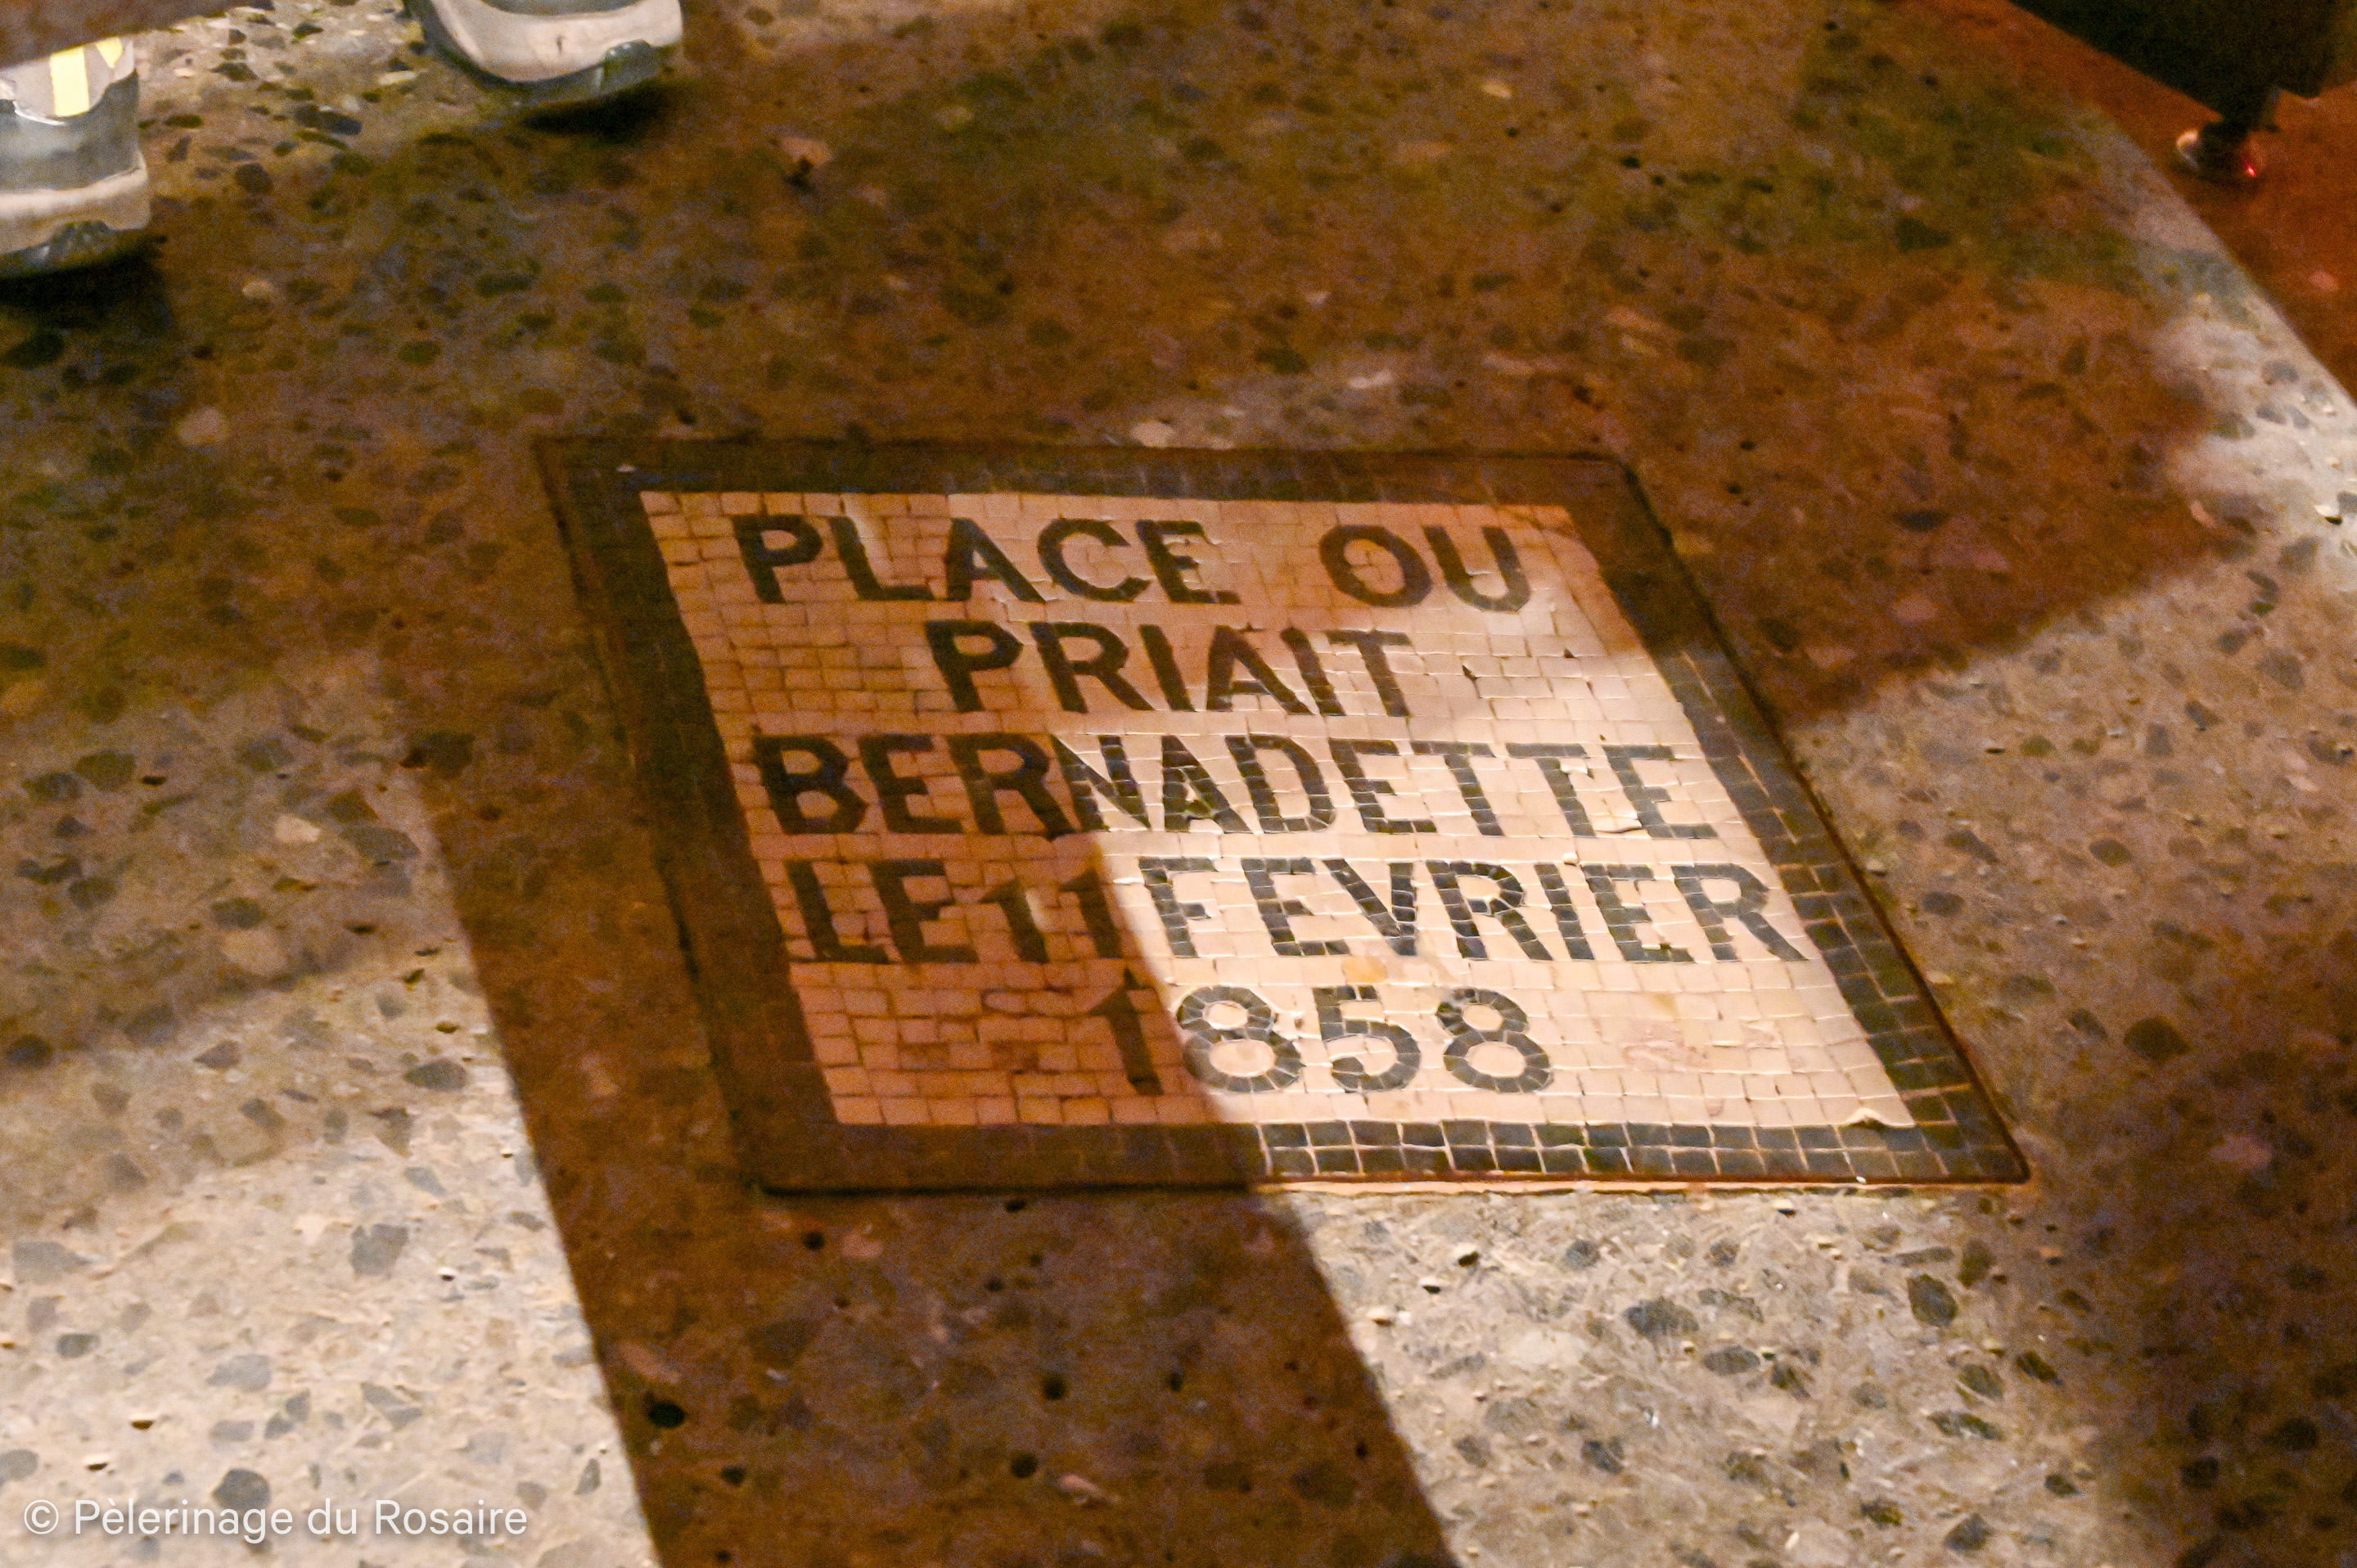 PLACE OU
PRIAIT
BERNADETTE
LE 11 FEVRIER
1858
© Pèlerinage du Rosaire